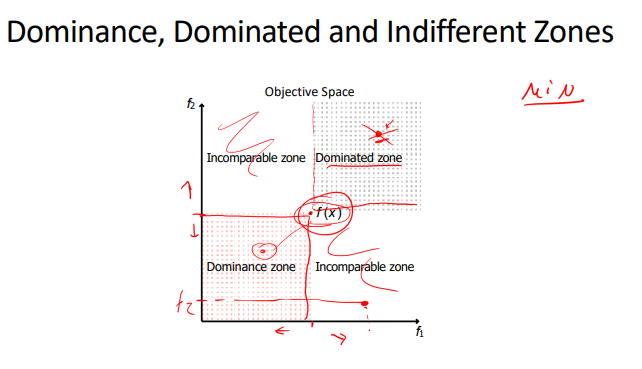 Dominance, Dominated and Indifferent Zones
MiN
Objective Space
f2
Incomparable zone Dominated zone
f(x)
Dominance zone Incomparable zone
f2
f1